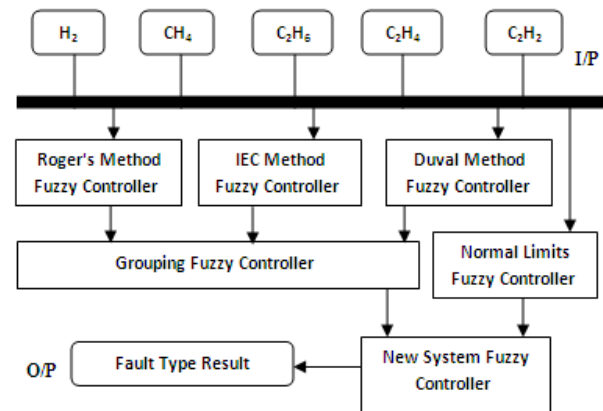 H₂
CH₄
C₂H₆
C₂H₄
C₂H₂
I/P
Roger's Method
Fuzzy Controller
IEC Method
Fuzzy Controller
Duval Method
Fuzzy Controller
Grouping Fuzzy Controller
Normal Limits
Fuzzy Controller
O/P
Fault Type Result
New System Fuzzy
Controller